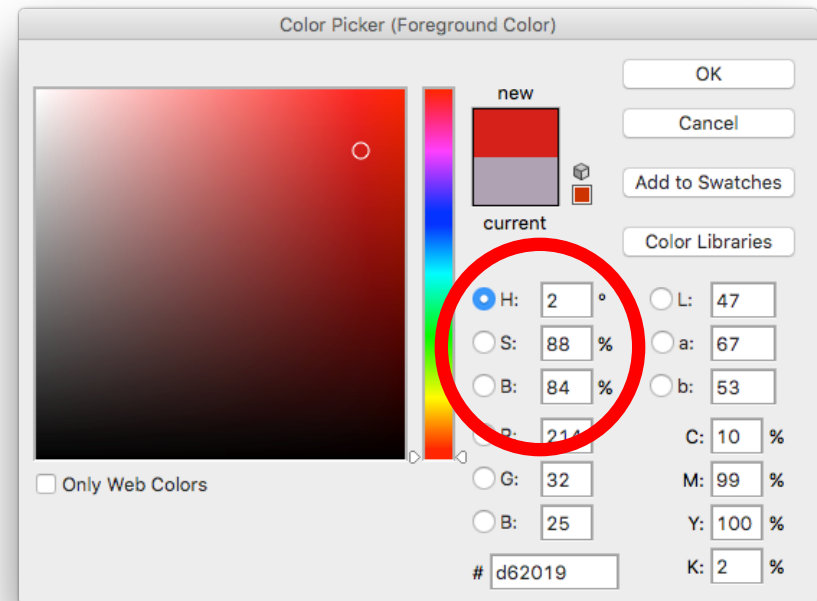 Color Picker (Foreground Color)
new
current
OK
Cancel
Add to Swatches
Color Libraries
H: 2 °
S: 88 %
B: 84 %
R: 214
G: 32
B: 25
# d62019
L: 47
a: 67
b: 53
C: 10 %
M: 99 %
Y: 100 %
K: 2 %
Only Web Colors